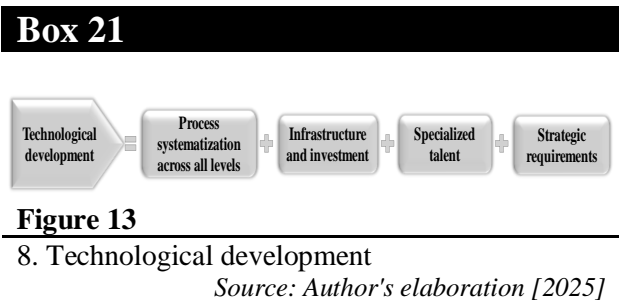 Box 21
Technological
development
=
Process
systematization
across all levels
+
Infrastructure
and investment
+
Specialized
talent
+
Strategic
requirements
Figure 13
8. Technological development
Source: Author's elaboration [2025]